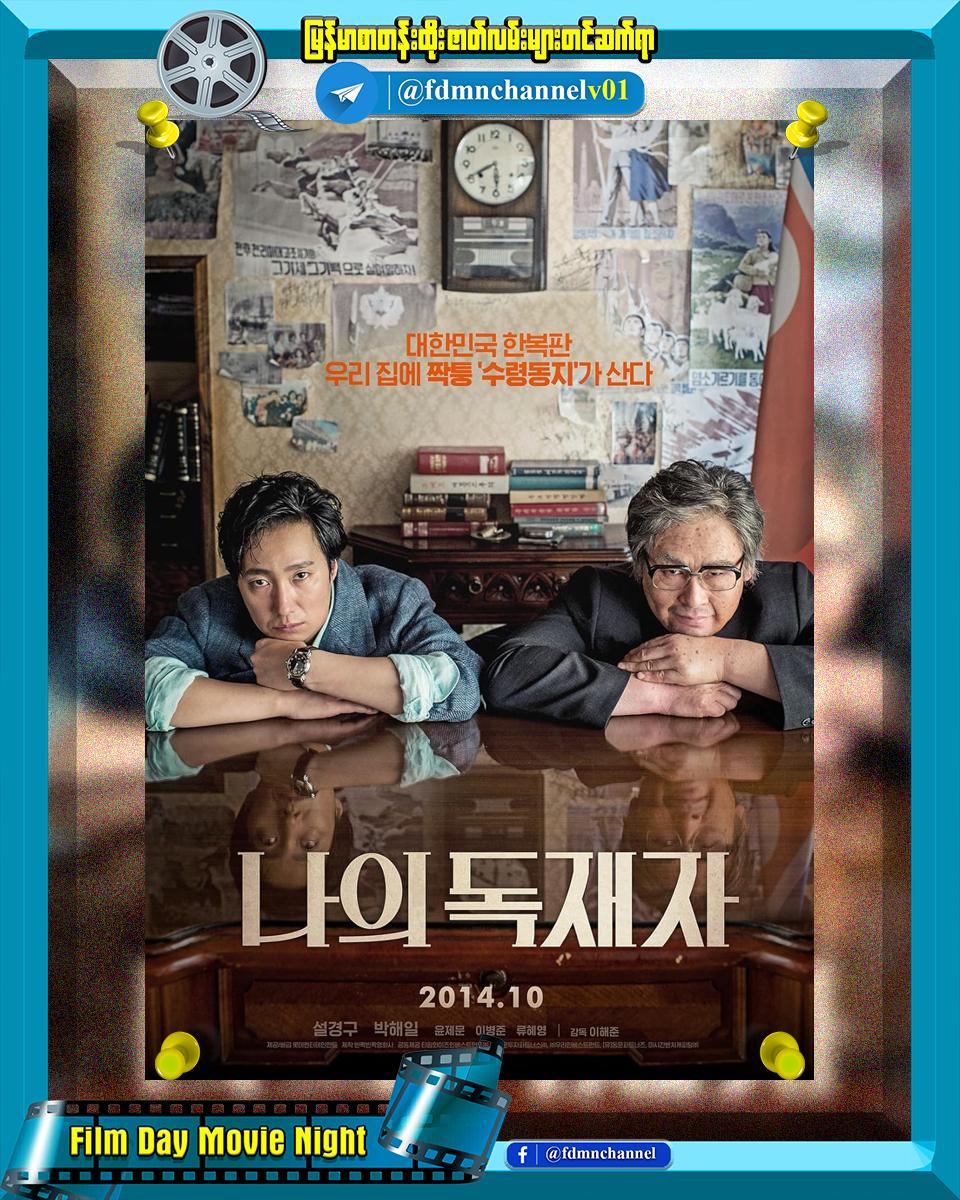 မြန်မာစာတန်းထိုးဇာတ်လမ်းများတင်ဆက်ရာ
@fdmnchannelv01
대한민국 한복판
우리 집에 짝퉁 '수령동지'가 산다
나의 독재자
2014.10
설경구 박해일 윤제문 이병준 류혜영 | 감독 이해준
Film Day Movie Night
@fdmnchannel